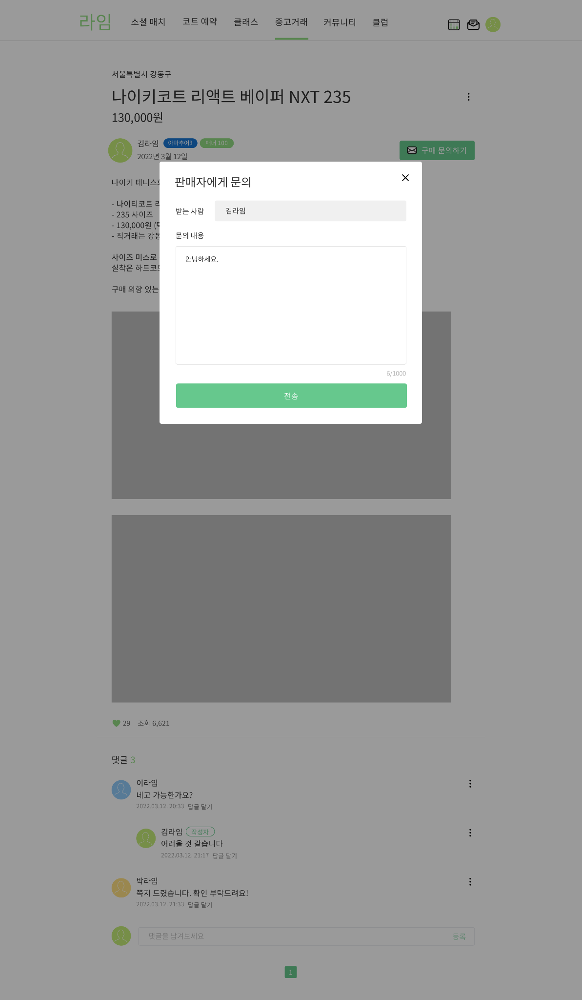 라임
소셜 매치
코트 예약
클래스
중고거래
커뮤니티
클럽
서울특별시 강동구
나이키코트 리액트 베이퍼 NXT 235
130,000원
김라임 아마추어3 매너 100
2022년 3월 12일
구매 문의하기
나이키 테니스
- 나이티코트
- 235 사이즈
- 130,000원
- 직거래는 강동
사이즈 미스로
실착은 하드코트
구매 의향 있는
판매자에게 문의
받는 사람 김라임
문의 내용
안녕하세요.
6/1000
전송
29 조회 6,621
댓글 3
이라임
네고 가능한가요?
2022.03.12. 20:33 답글 달기
김라임 작성자
어려울 것 같습니다
2022.03.12. 21:17 답글 달기
박라임
쪽지 드렸습니다. 확인 부탁드려요!
2022.03.12. 21:33 답글 달기
댓글을 남겨보세요 등록
1